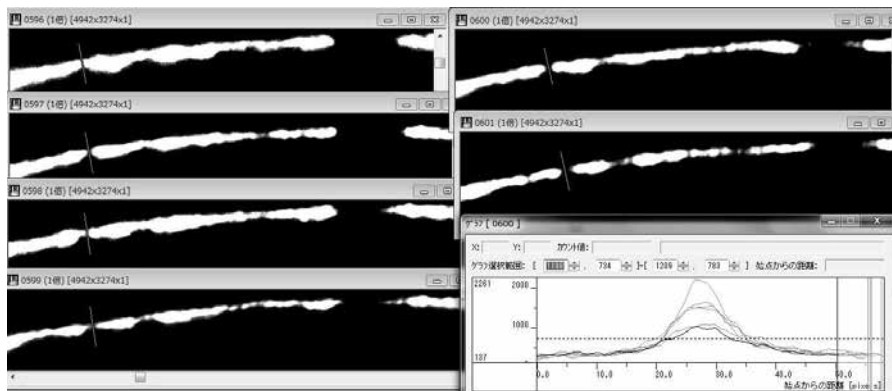 0596 (1倍) [4942x3274x1]
0597 (1倍) [4942x3274x1]
0598 (1倍) [4942x3274x1]
0599 (1倍) [4942x3274x1]
0600 (1倍) [4942x3274x1]
0601 (1倍) [4942x3274x1]
グラフ [ 0600 ]
X: Y: カウント値:
グラフ選択範囲: [ , 734 ]-[ 1289 , 783 ] 始点からの距離:
2261
2000
1000
187
0.0 10.0 20.0 30.0 40.0 50.0
始点からの距離 [pixels]